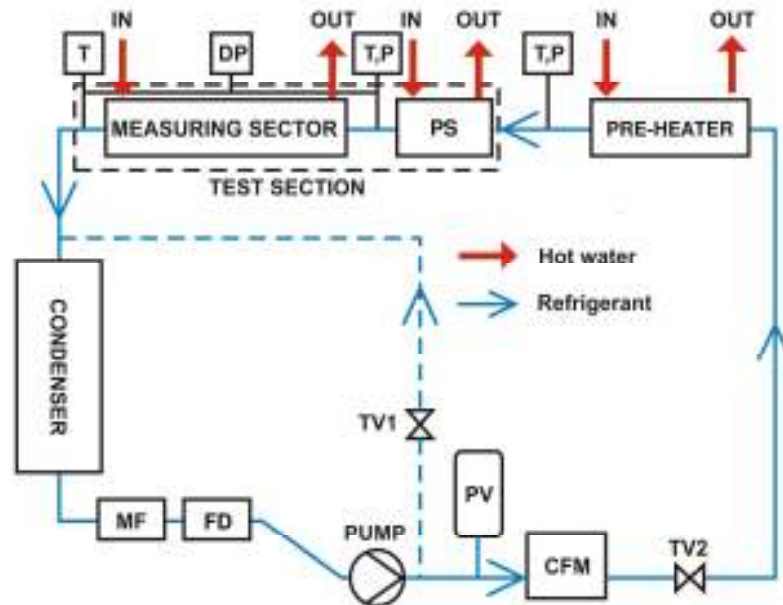 IN
OUT
IN
OUT
IN
OUT
T
DP
T,P
T,P
MEASURING SECTOR
PS
PRE-HEATER
TEST SECTION
Hot water
Refrigerant
CONDENSER
TV1
PV
MF
FD
PUMP
CFM
TV2